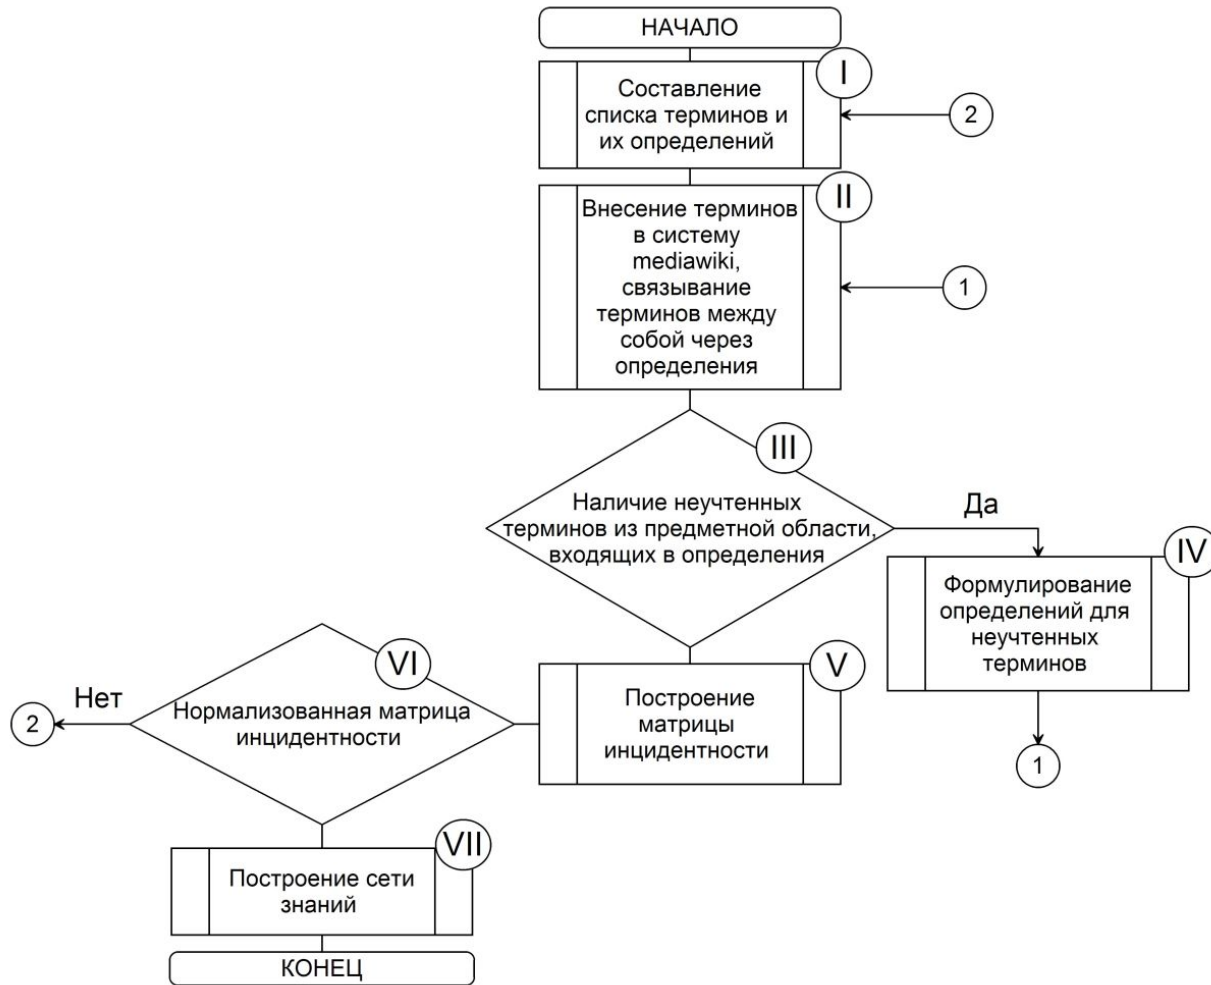 НАЧАЛО
I
Составление
списка терминов и
их определений
2
II
Внесение терминов
в систему
mediawiki,
связывание
терминов между
собой через
определения
1
III
Наличие неучтенных
терминов из предметной области,
входящих в определения
Да
IV
Формулирование
определений для
неучтенных
терминов
1
V
Построение
матрицы
инцидентности
VI
Нормализованная матрица
инцидентности
Нет
2
VII
Построение сети
знаний
КОНЕЦ